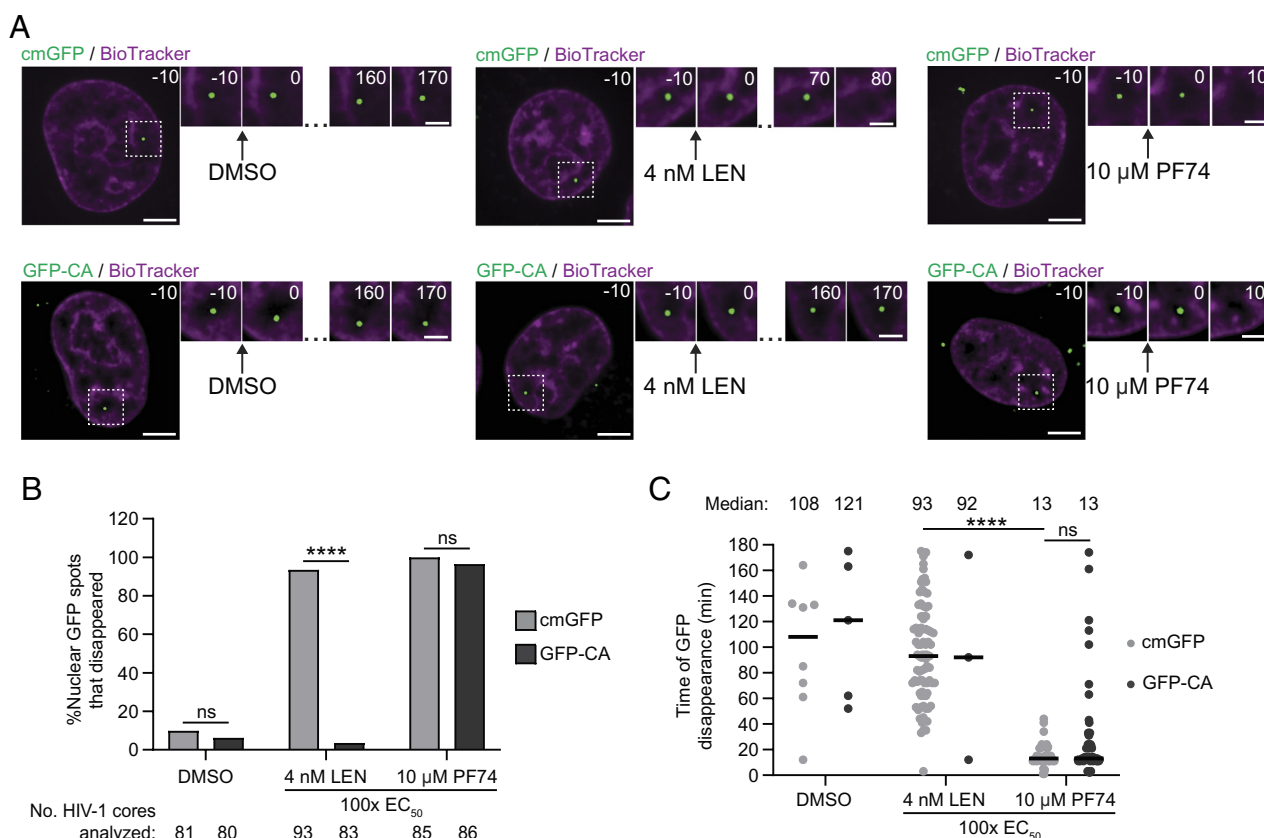 A
cmGFP / BioTracker
-10
-10
0
160
170
...
DMSO
cmGFP / BioTracker
-10
-10
0
70
80
..
4 nM LEN
cmGFP / BioTracker
-10
-10
0
10
10 µM PF74
GFP-CA / BioTracker
-10
-10
0
160
170
...
DMSO
GFP-CA / BioTracker
-10
-10
0
160
170
...
4 nM LEN
GFP-CA / BioTracker
-10
-10
0
10
10 µM PF74
B
%Nuclear GFP spots
that disappeared
120
100
80
60
40
20
0
ns
****
ns
cmGFP
GFP-CA
DMSO
4 nM LEN
10 µM PF74
100x EC50
No. HIV-1 cores
analyzed: 81 80 93 83 85 86
C
Median: 108 121 93 92 13 13
****
ns
Time of GFP
disappearance (min)
180
160
140
120
100
80
60
40
20
0
cmGFP
GFP-CA
DMSO
4 nM LEN
10 µM PF74
100x EC50